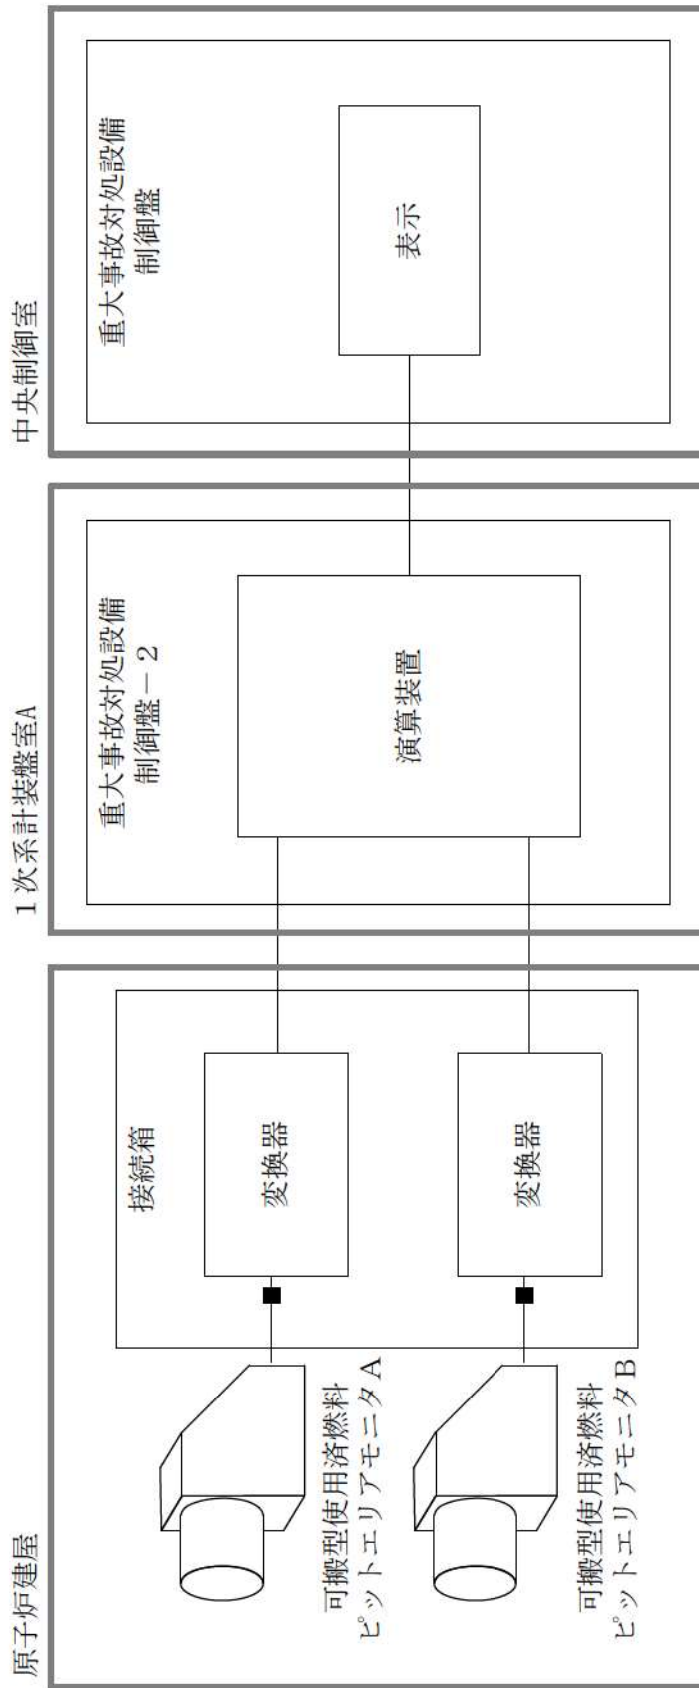 原子炉建屋
可搬型使用済燃料
ピットエリアモニタA
可搬型使用済燃料
ピットエリアモニタB
接続箱
変換器
変換器
1次系計装盤室A
重大事故対処設備
制御盤－2
演算装置
中央制御室
重大事故対処設備
制御盤
表示